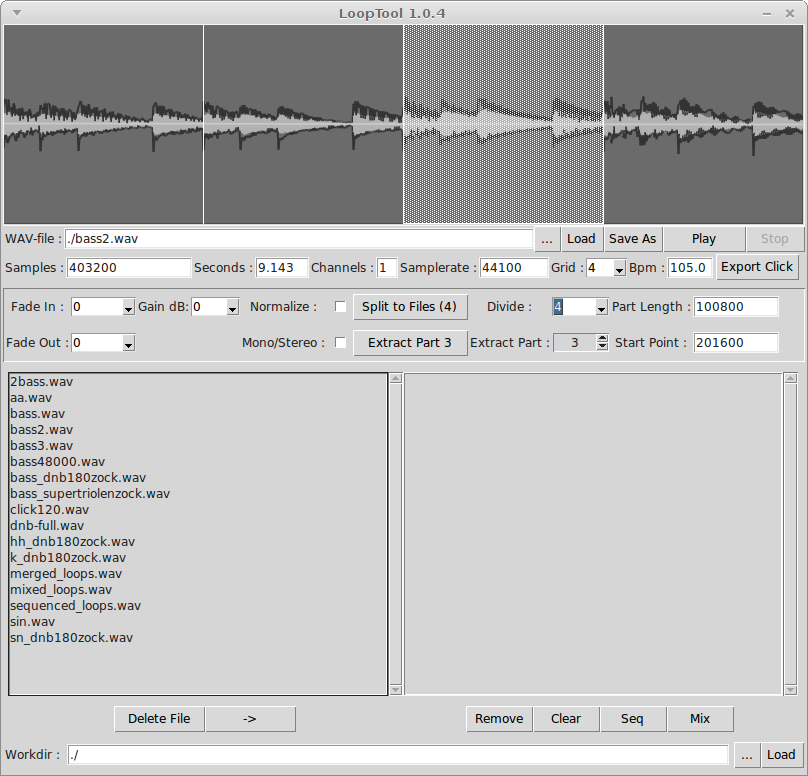 LoopTool 1.0.4
WAV-file : ./bass2.wav ... Load Save As Play Stop
Samples : 403200 Seconds : 9.143 Channels : 1 Samplerate : 44100 Grid : 4 Bpm : 105.0 Export Click
Fade In : 0 Gain dB: 0 Normalize : Split to Files (4) Divide : 4 Part Length : 100800
Fade Out : 0 Mono/Stereo : Extract Part 3 Extract Part : 3 Start Point : 201600
2bass.wav
aa.wav
bass.wav
bass2.wav
bass3.wav
bass48000.wav
bass_dnb180zock.wav
bass_supertriolenzock.wav
click120.wav
dnb-full.wav
hh_dnb180zock.wav
k_dnb180zock.wav
merged_loops.wav
mixed_loops.wav
sequenced_loops.wav
sin.wav
sn_dnb180zock.wav
Delete File -> Remove Clear Seq Mix
Workdir : ./ ... Load